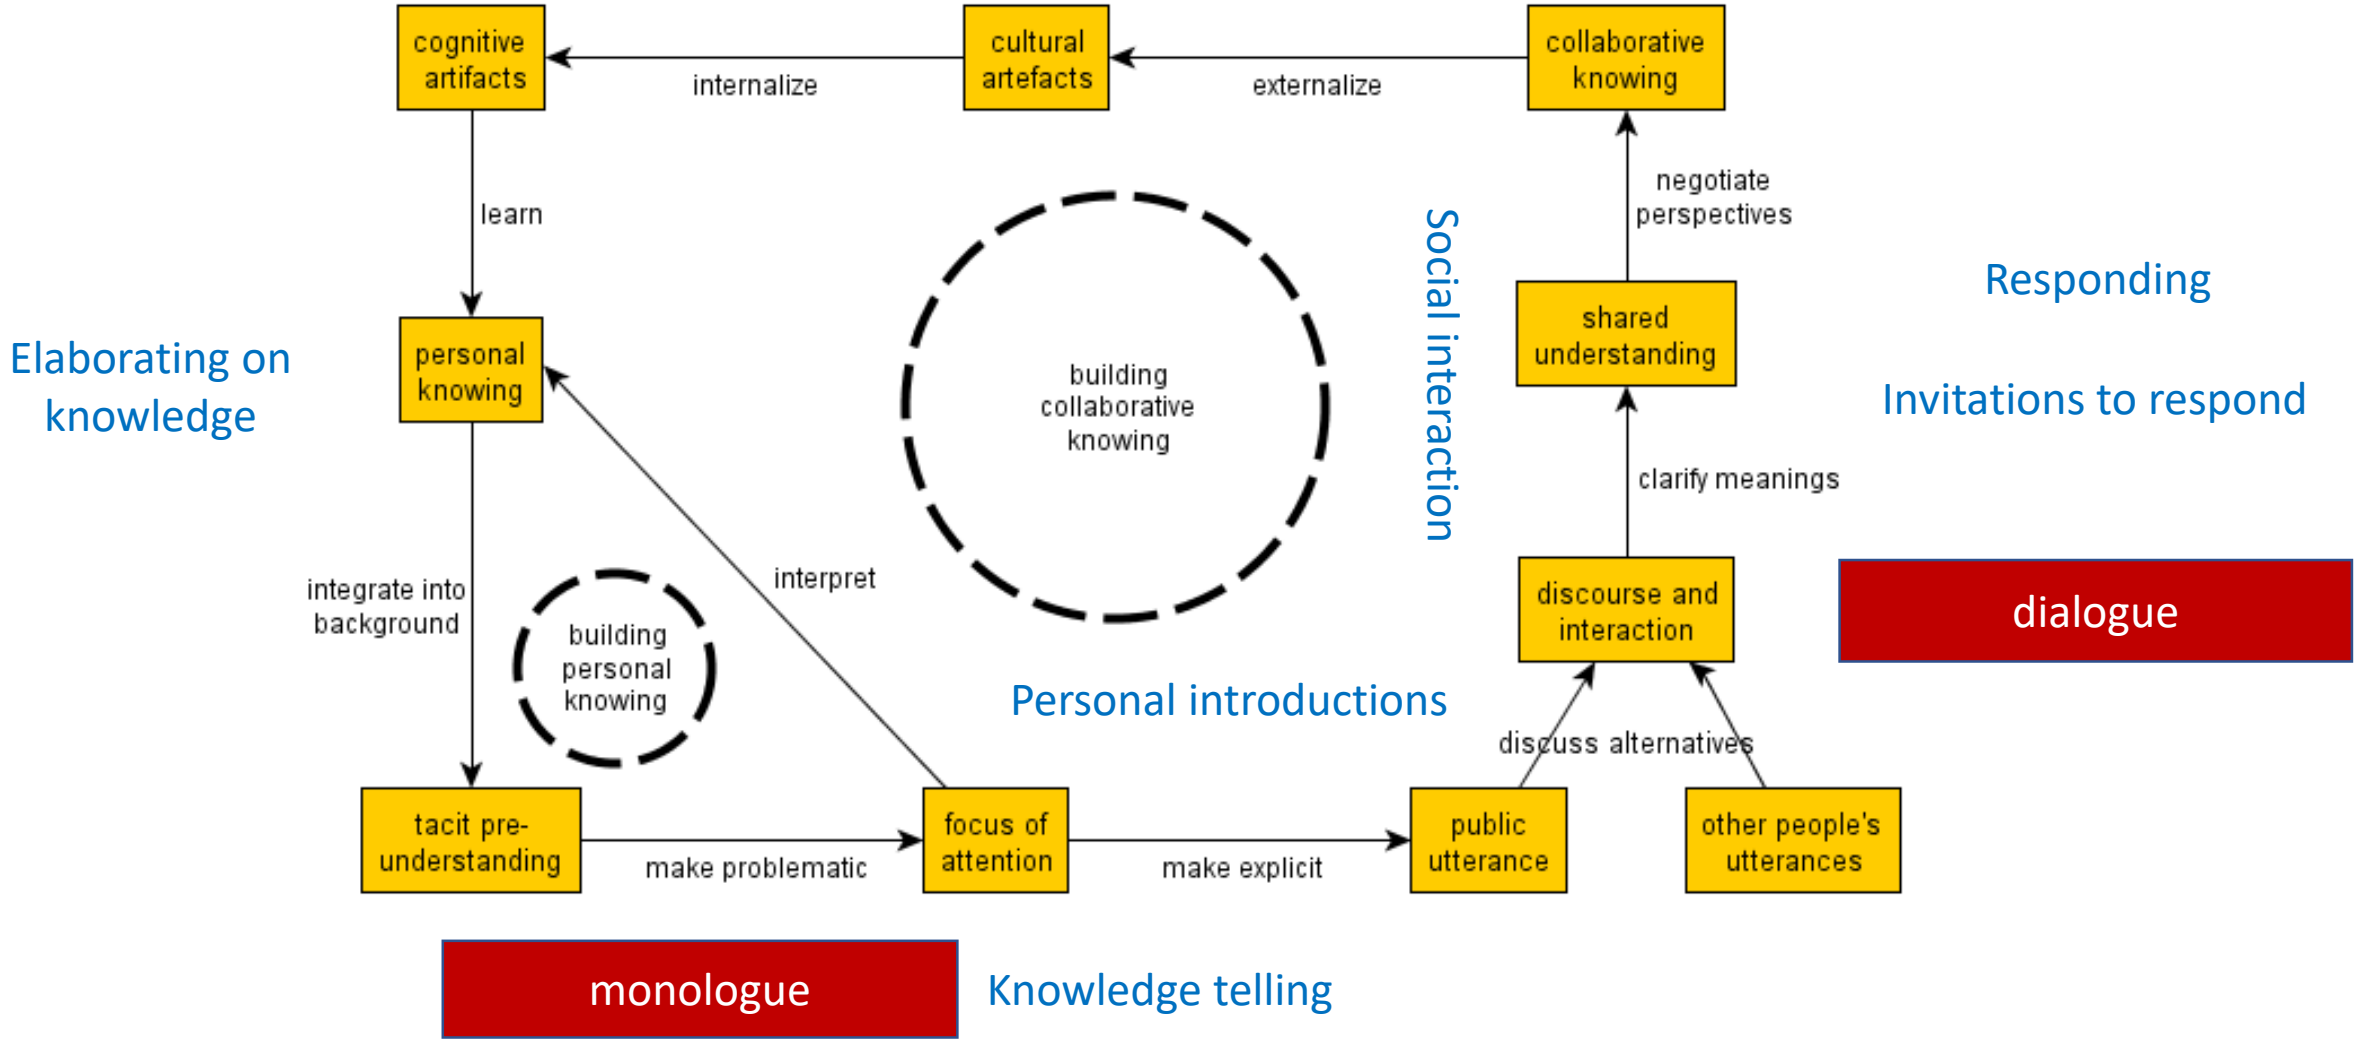 cognitive
artifacts
internalize
cultural
artefacts
externalize
collaborative
knowing
learn
negotiate
perspectives
Social interaction
Responding
shared
understanding
Invitations to respond
Elaborating on
knowledge
personal
knowing
building
collaborative
knowing
clarify meanings
interpret
integrate into
background
building
personal
knowing
discourse and
interaction
dialogue
Personal introductions
discuss alternatives
tacit pre-
understanding
make problematic
focus of
attention
make explicit
public
utterance
other people's
utterances
monologue
Knowledge telling